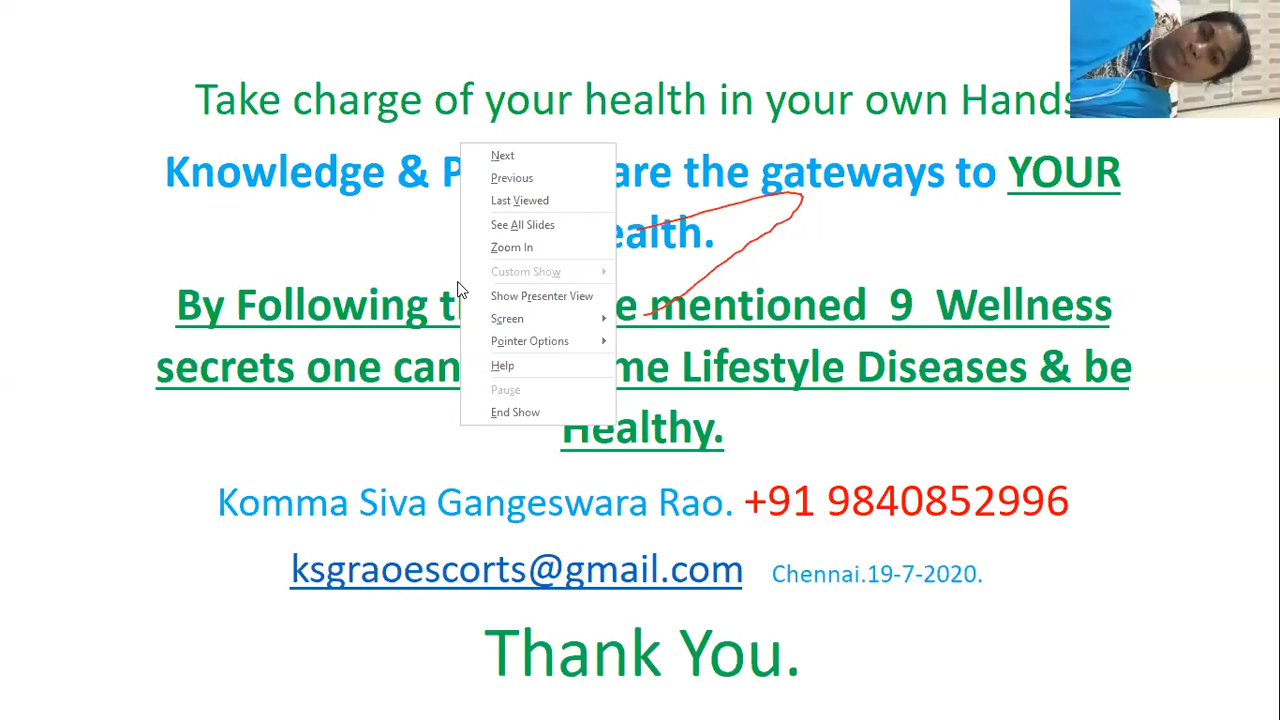 Take charge of your health in your own Hands
Knowledge & are the gateways to YOUR
ealth.
By Following mentioned 9 Wellness
secrets one can me Lifestyle Diseases & be
Healthy.
Komma Siva Gangeswara Rao. +91 9840852996
ksgraoescorts@gmail.com Chennai.19-7-2020.
Thank You.
Next
Previous
Last Viewed
See All Slides
Zoom In
Custom Show
Show Presenter View
Screen
Pointer Options
Help
Pause
End Show